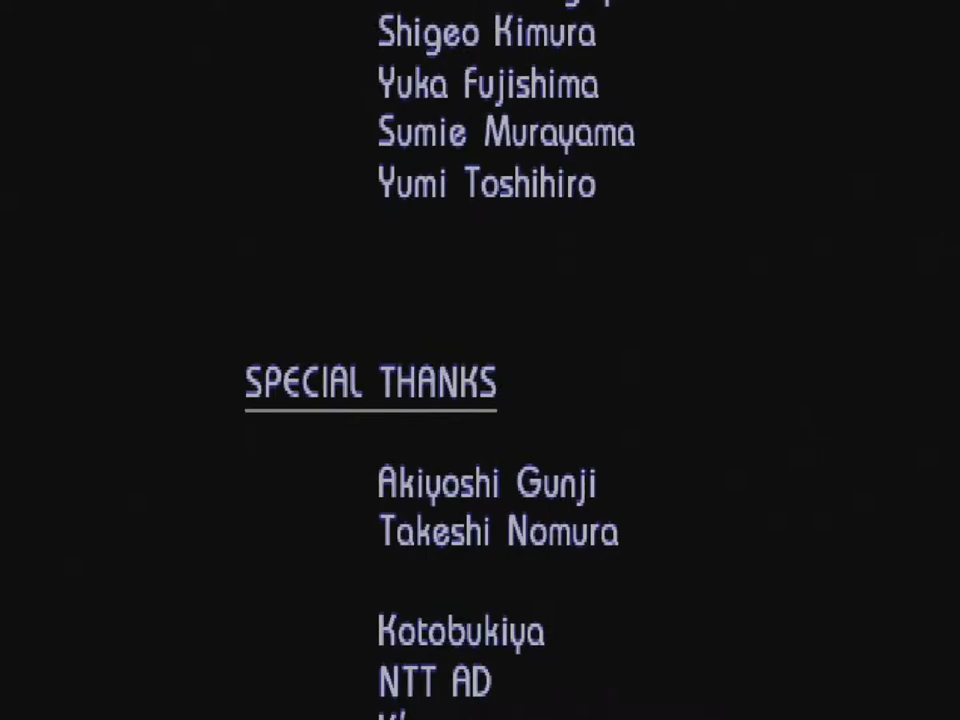 Shigeo Kimura
Yuka Fujishima
Sumie Murayama
Yumi Toshihiro
SPECIAL THANKS
Akiyoshi Gunji
Takeshi Nomura
Kotobukiya
NTT AD